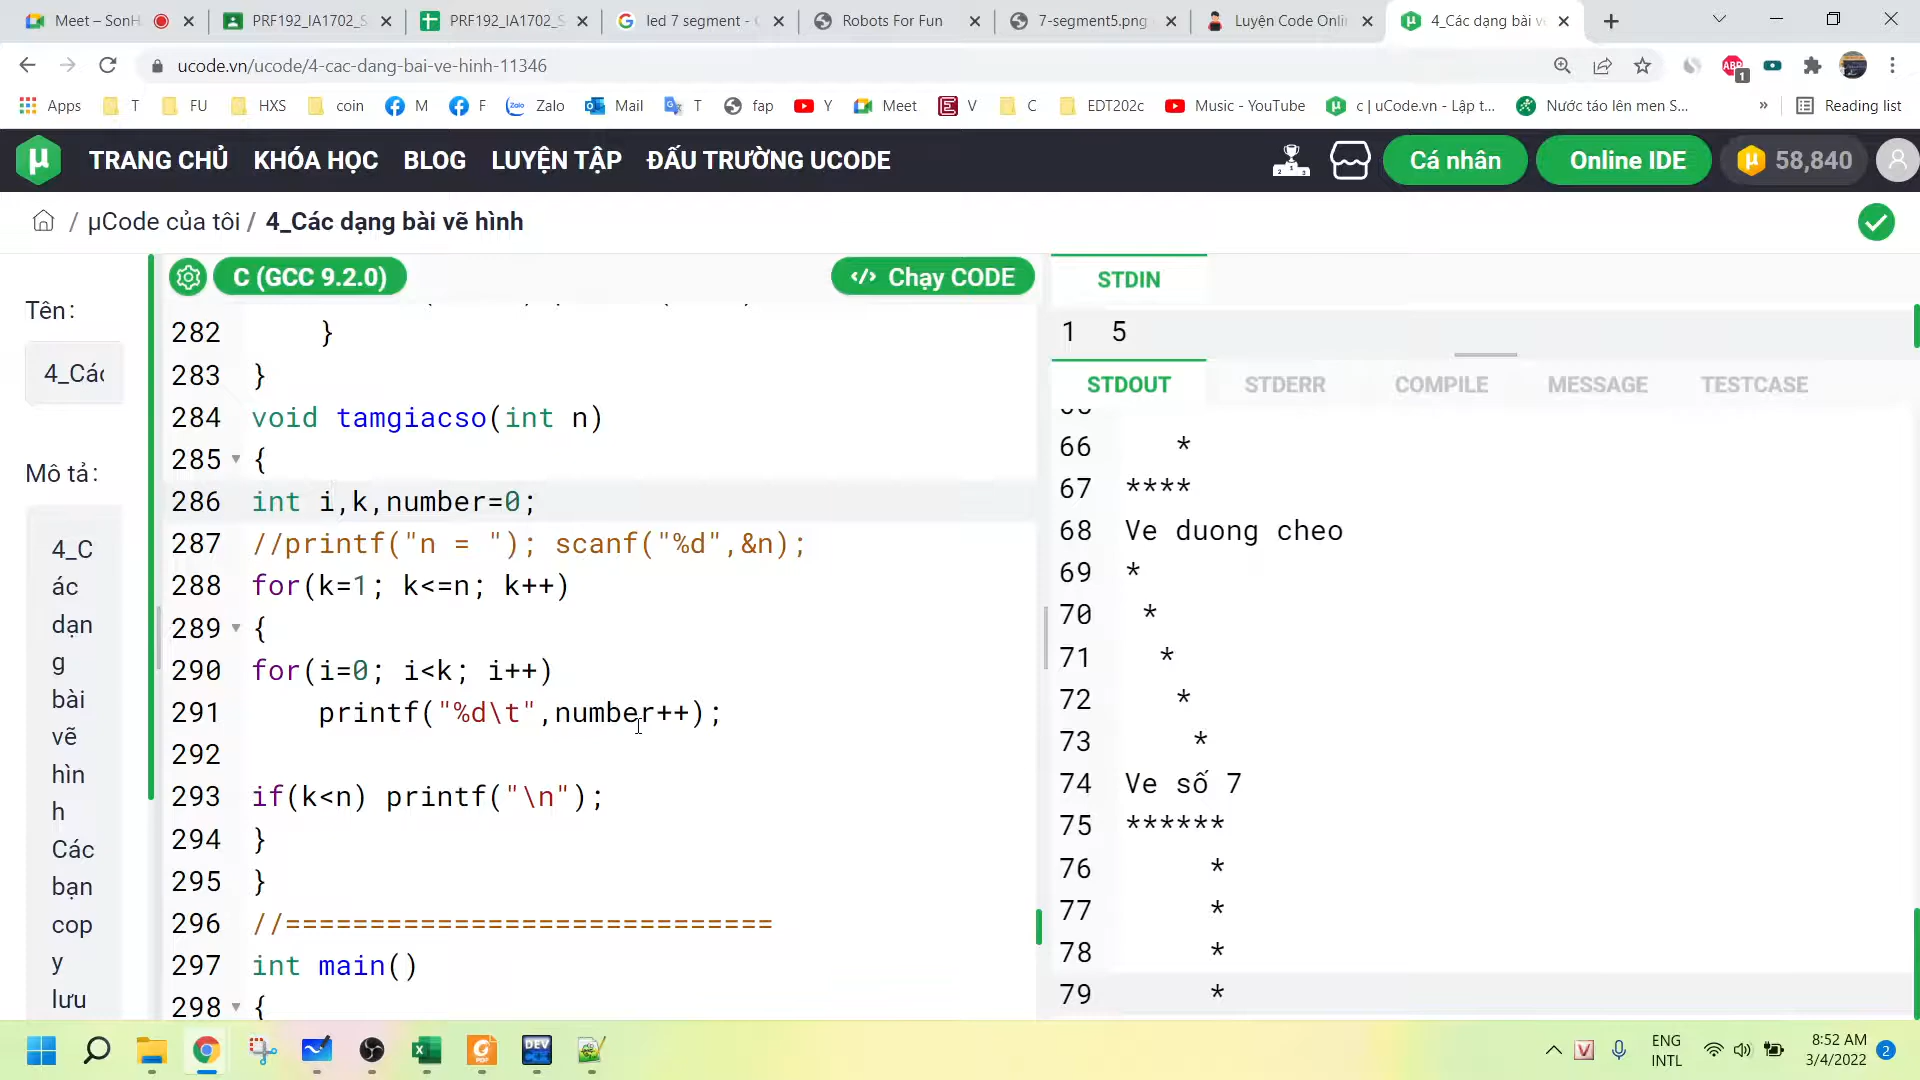 Meet – SonH
PRF192_IA1702_S
PRF192_IA1702_S
led 7 segment -
Robots For Fun
7-segment5.png
Luyện Code Onli
4_Các dạng bài v
ucode.vn/ucode/4-cac-dang-bai-ve-hinh-11346
ABP
1
Apps
T
FU
HXS
coin
M
F
Zalo
Mail
T
fap
Y
Meet
V
C
EDT202c
Music - YouTube
c | uCode.vn - Lập t...
Nước táo lên men S...
»
Reading list
TRANG CHỦ
KHÓA HỌC
BLOG
LUYỆN TẬP
ĐẤU TRƯỜNG UCODE
Cá nhân
Online IDE
58,840
/ µCode của tôi / 4_Các dạng bài vẽ hình
Tên:
4_Các
Mô tả:
4_C
ác
dạn
g
bài
vẽ
hìn
h
Các
bạn
cop
y
lưu
C (GCC 9.2.0)
</> Chạy CODE
282 }
283 }
284 void tamgiacso(int n)
285 {
286 int i,k,number=0;
287 //printf("n = "); scanf("%d",&n);
288 for(k=1; k<=n; k++)
289 {
290 for(i=0; i<k; i++)
291 printf("%d\t",number++);
292
293 if(k<n) printf("\n");
294 }
295 }
296 //=============================
297 int main()
298 {
STDIN
1 5
STDOUT
STDERR
COMPILE
MESSAGE
TESTCASE
66    *
67 ****
68 Ve duong cheo
69 *
70  *
71   *
72    *
73     *
74 Ve số 7
75 ******
76      *
77      *
78      *
79      *
DEV
PDF
V
ENG
INTL
8:52 AM
3/4/2022
2